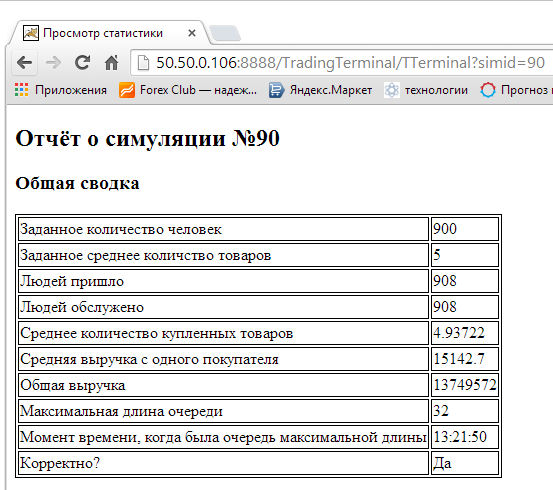 Просмотр статистики
50.50.0.106:8888/TradingTerminal/TTerminal?simid=90
Приложения Forex Club — надеж... Яндекс.Маркет технологии Прогноз
Отчёт о симуляции №90
Общая сводка
Заданное количество человек 900
Заданное среднее количство товаров 5
Людей пришло 908
Людей обслужено 908
Среднее количество купленных товаров 4.93722
Средняя выручка с одного покупателя 15142.7
Общая выручка 13749572
Максимальная длина очереди 32
Момент времени, когда была очередь максимальной длины 13:21:50
Корректно? Да